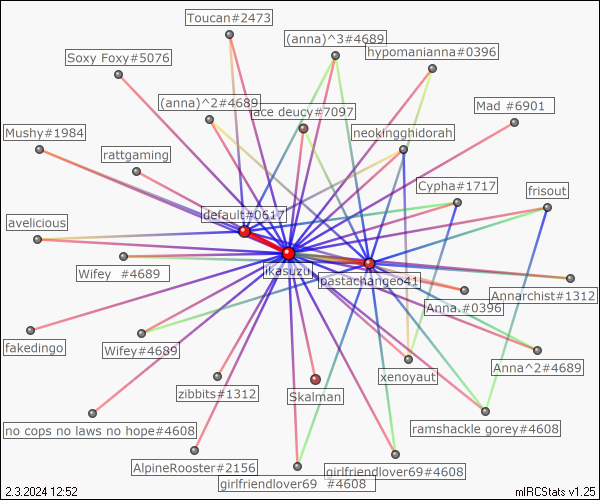 Toucan#2473
(anna)^3#4689
hypomanianna#0396
Soxy Foxy#5076
(anna)^2#4689
ace deucy#7097
Mad #6901
Mushy#1984
neokingghidorah
rattgaming
Cypha#1717
frisout
default#0617
avelicious
ikasuzu
Wifey #4689
pastachangeo41
Annarchist#1312
Anna.#0396
fakedingo
Wifey#4689
Anna^2#4689
xenoyaut
zibbits#1312
Skalman
no cops no laws no hope#4608
ramshackle gorey#4608
AlpineRooster#2156
girlfriendlover69#4608
girlfriendlover69 #4608
2.3.2024 12:52
mIRCStats v1.25